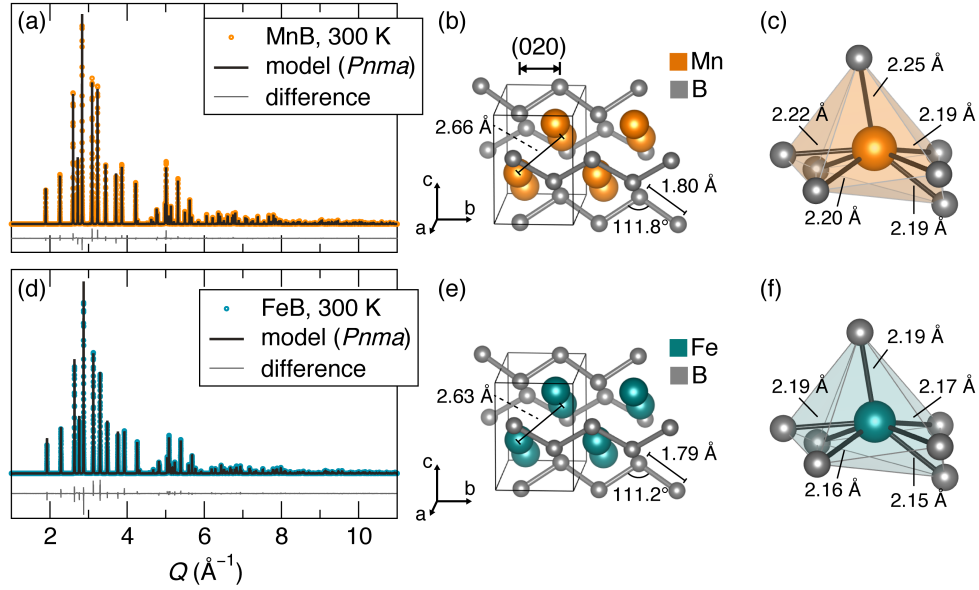 (a)
MnB, 300 K
model (Pnma)
difference
(b)
(020)
Mn
B
2.66 Å
1.80 Å
111.8°
c
b
a
(c)
2.25 Å
2.22 Å
2.19 Å
2.20 Å
2.19 Å
(d)
FeB, 300 K
model (Pnma)
difference
2 4 6 8 10
Q (Å⁻¹)
(e)
Fe
B
2.63 Å
1.79 Å
111.2°
c
b
a
(f)
2.19 Å
2.19 Å
2.17 Å
2.16 Å
2.15 Å